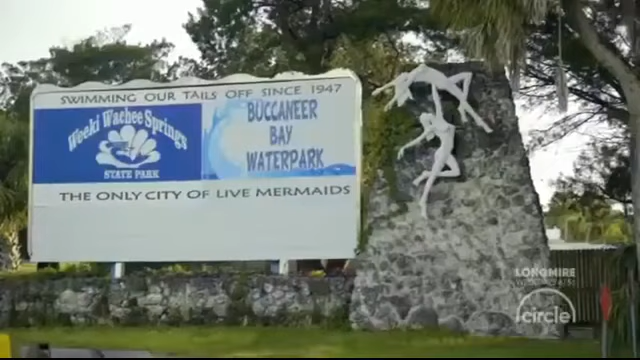 SWIMMING OUR TAILS OFF SINCE 1947
Weeki Wachee Springs
STATE PARK
BUCCANEER
BAY
WATERPARK
THE ONLY CITY OF LIVE MERMAIDS
LONGMIRE
circle